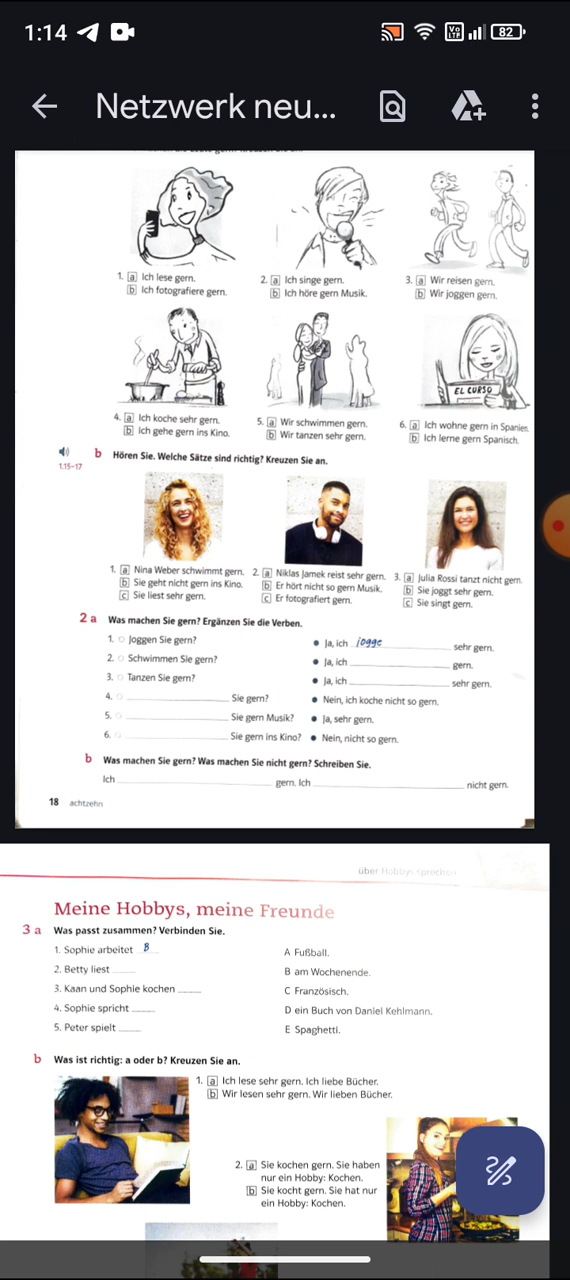 1:14
Vo LTE
82
Netzwerk neu...
1. a Ich lese gern.
b Ich fotografiere gern.
2. a Ich singe gern.
b Ich höre gern Musik.
3. a Wir reisen gern.
b Wir joggen gern.
EL CURSO
4. a Ich koche sehr gern.
b Ich gehe gern ins Kino.
5. a Wir schwimmen gern.
b Wir tanzen sehr gern.
6. a Ich wohne gern in Spanien.
b Ich lerne gern Spanisch.
1.15-17
b Hören Sie. Welche Sätze sind richtig? Kreuzen Sie an.
1. a Nina Weber schwimmt gern.
b Sie geht nicht gern ins Kino.
c Sie liest sehr gern.
2. a Niklas Jamek reist sehr gern.
b Er hört nicht so gern Musik.
c Er fotografiert gern.
3. a Julia Rossi tanzt nicht gern.
b Sie joggt sehr gern.
c Sie singt gern.
2 a Was machen Sie gern? Ergänzen Sie die Verben.
1. ○ Joggen Sie gern? ● Ja, ich jogge sehr gern.
2. ○ Schwimmen Sie gern? ● Ja, ich ________ gern.
3. ○ Tanzen Sie gern? ● Ja, ich ________ sehr gern.
4. ○ ________ Sie gern? ● Nein, ich koche nicht so gern.
5. ○ ________ Sie gern Musik? ● Ja, sehr gern.
6. ○ ________ Sie gern ins Kino? ● Nein, nicht so gern.
b Was machen Sie gern? Was machen Sie nicht gern? Schreiben Sie.
Ich ________ gern. Ich ________ nicht gern.
18 achtzehn
über Hobbys sprechen
Meine Hobbys, meine Freunde
3 a Was passt zusammen? Verbinden Sie.
1. Sophie arbeitet B
2. Betty liest ____
3. Kaan und Sophie kochen ____
4. Sophie spricht ____
5. Peter spielt ____
A Fußball.
B am Wochenende.
C Französisch.
D ein Buch von Daniel Kehlmann.
E Spaghetti.
b Was ist richtig: a oder b? Kreuzen Sie an.
1. a Ich lese sehr gern. Ich liebe Bücher.
b Wir lesen sehr gern. Wir lieben Bücher.
2. a Sie kochen gern. Sie haben
nur ein Hobby: Kochen.
b Sie kocht gern. Sie hat nur
ein Hobby: Kochen.